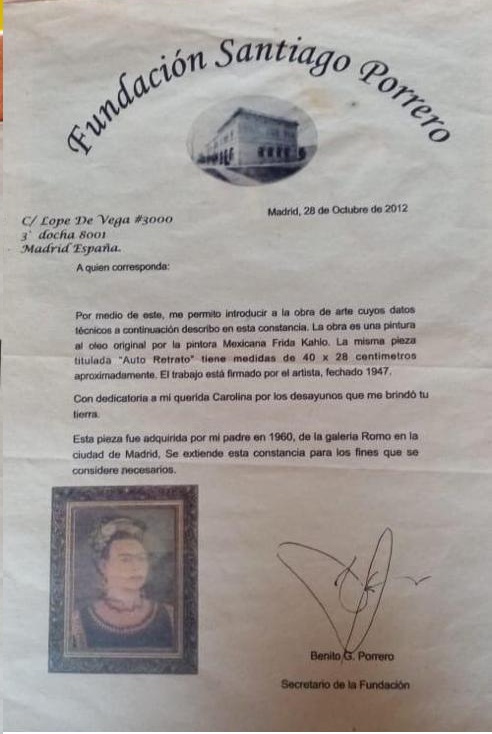 Fundación Santiago Porrero
Madrid, 28 de Octubre de 2012
C/ Lope De Vega #3000
3` docha 8001
Madrid España.
A quien corresponda:
Por medio de este, me permito introducir a la obra de arte cuyos datos
técnicos a continuación describo en esta constancia. La obra es una pintura
al oleo original por la pintora Mexicana Frida Kahlo. La misma pieza
titulada "Auto Retrato" tiene medidas de 40 x 28 centimetros
aproximadamente. El trabajo está firmado por el artista, fechado 1947.
Con dedicatoria a mi querida Carolina por los desayunos que me brindó tu
tierra.
Esta pieza fue adquirida por mi padre en 1960, de la galeria Romo en la
ciudad de Madrid, Se extiende esta constancia para los fines que se
considere necesarios.
Benito G. Porrero
Secretario de la Fundación